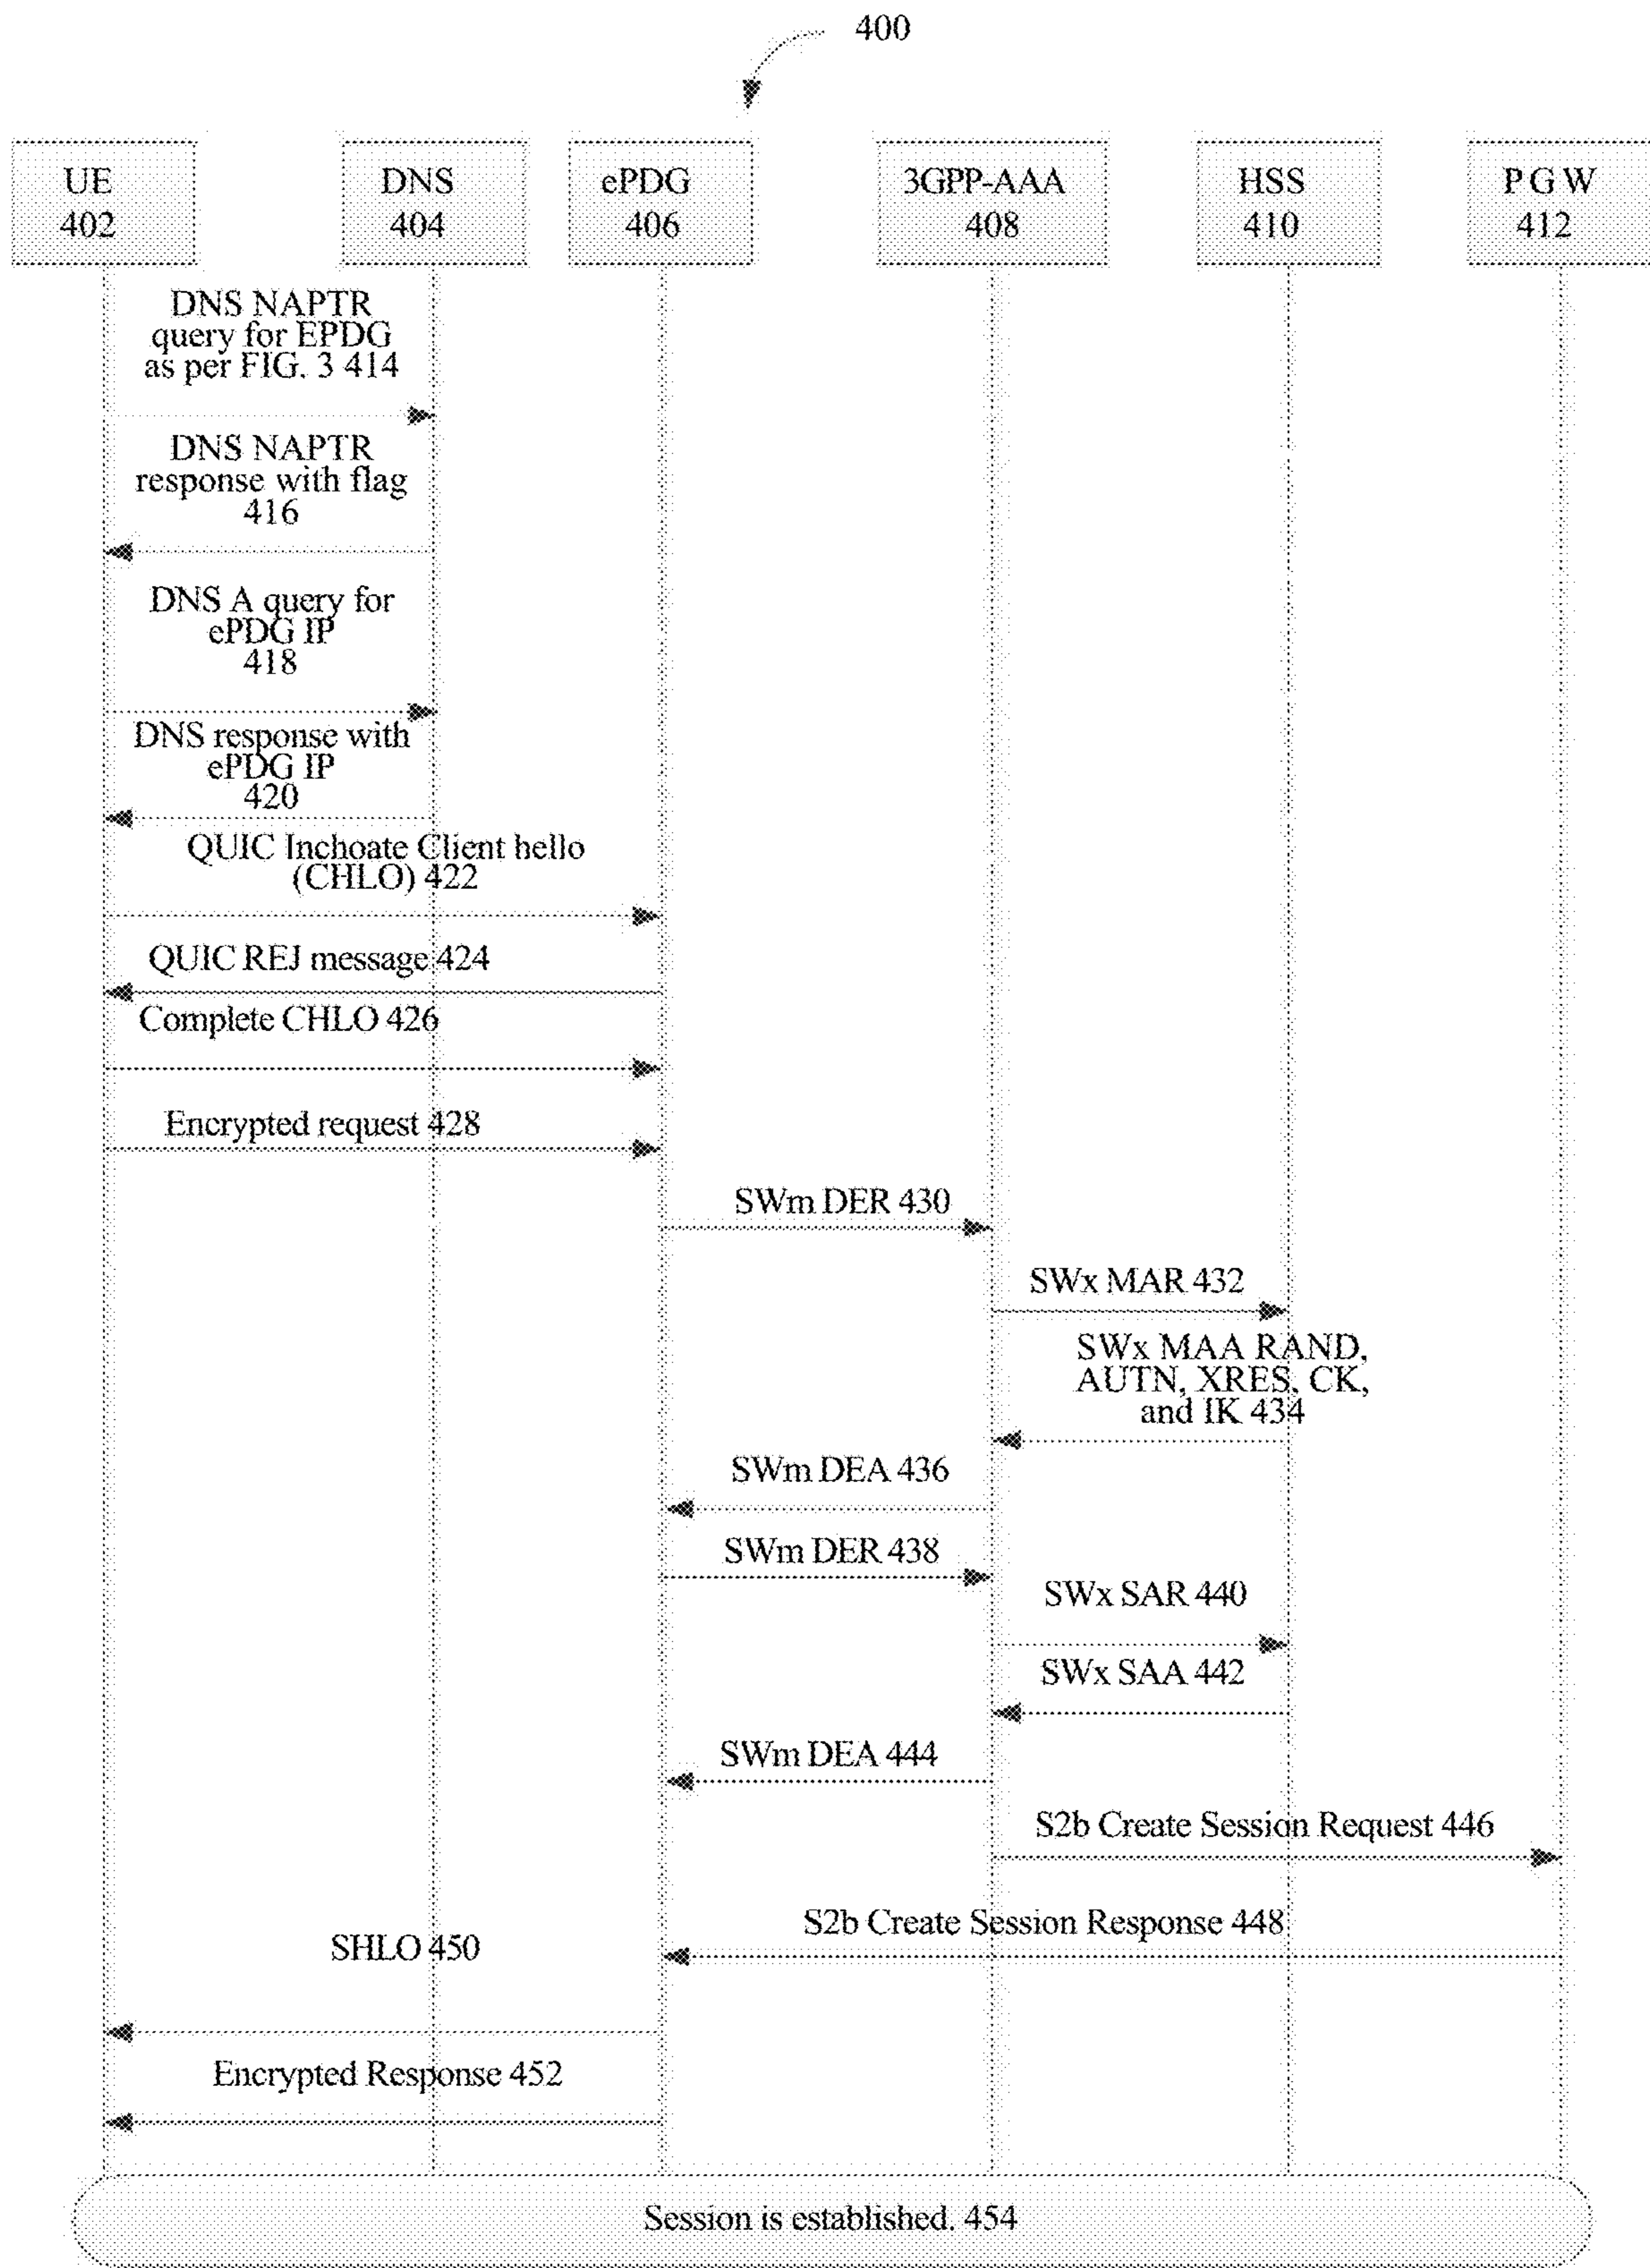 400
UE
402
DNS
404
ePDG
406
3GPP-AAA
408
HSS
410
PGW
412
DNS NAPTR
query for EPDG
as per FIG. 3 414
DNS NAPTR
response with flag
416
DNS A query for
ePDG IP
418
DNS response with
ePDG IP
420
QUIC Inchoate Client hello
(CHLO) 422
QUIC REJ message 424
Complete CHLO 426
Encrypted request 428
SWm DER 430
SWx MAR 432
SWx MAA RAND,
AUTN, XRES, CK,
and IK 434
SWm DEA 436
SWm DER 438
SWx SAR 440
SWx SAA 442
SWm DEA 444
S2b Create Session Request 446
S2b Create Session Response 448
SHLO 450
Encrypted Response 452
Session is established. 454